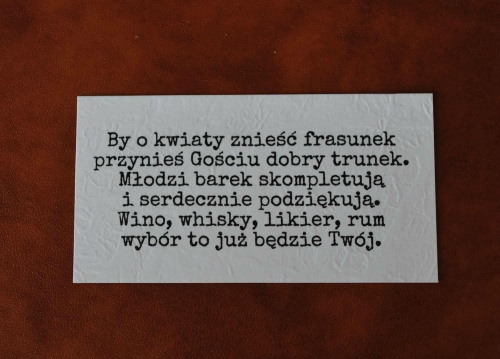 By o kwiaty znieść frasunek
przynieś Gościu dobry trunek.
Młodzi barek skompletują
i serdecznie podziękują.
Wino, whisky, likier, rum
wybór to już będzie Twój.